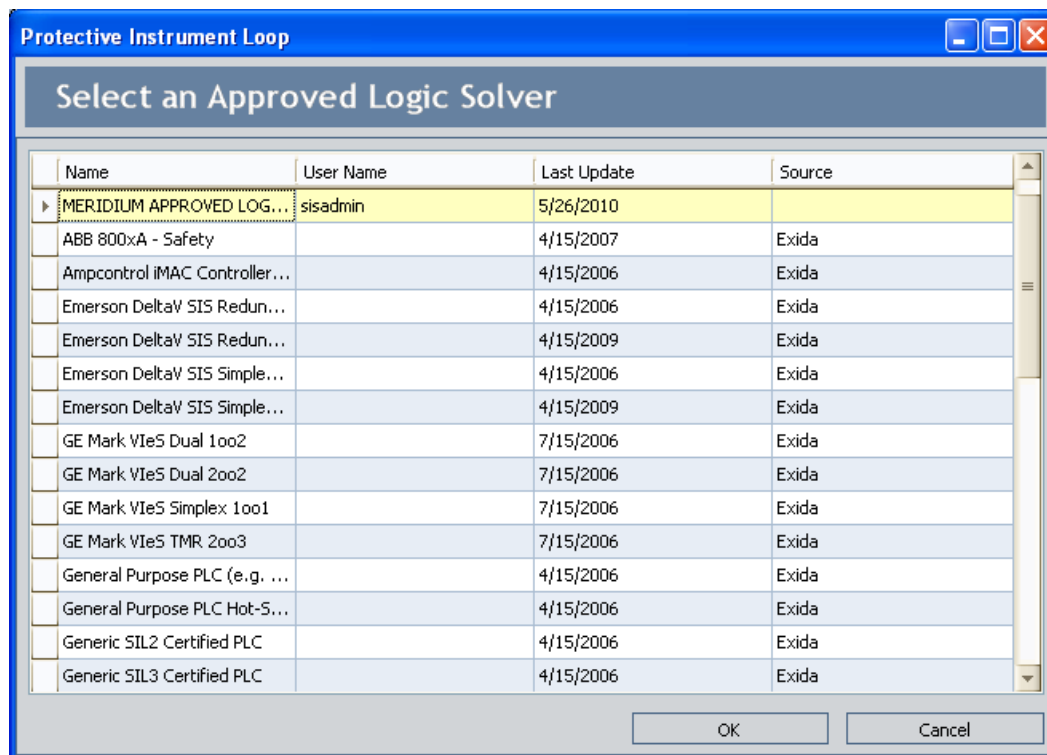 Protective Instrument Loop
Select an Approved Logic Solver
Name User Name Last Update Source
MERIDIUM APPROVED LOG... sisadmin 5/26/2010
ABB 800xA - Safety 4/15/2007 Exida
Ampcontrol iMAC Controller... 4/15/2006 Exida
Emerson DeltaV SIS Redun... 4/15/2006 Exida
Emerson DeltaV SIS Redun... 4/15/2009 Exida
Emerson DeltaV SIS Simple... 4/15/2006 Exida
Emerson DeltaV SIS Simple... 4/15/2009 Exida
GE Mark VIeS Dual 1oo2 7/15/2006 Exida
GE Mark VIeS Dual 2oo2 7/15/2006 Exida
GE Mark VIeS Simplex 1oo1 7/15/2006 Exida
GE Mark VIeS TMR 2oo3 7/15/2006 Exida
General Purpose PLC (e.g. ... 4/15/2006 Exida
General Purpose PLC Hot-S... 4/15/2006 Exida
Generic SIL2 Certified PLC 4/15/2006 Exida
Generic SIL3 Certified PLC 4/15/2006 Exida
OK Cancel